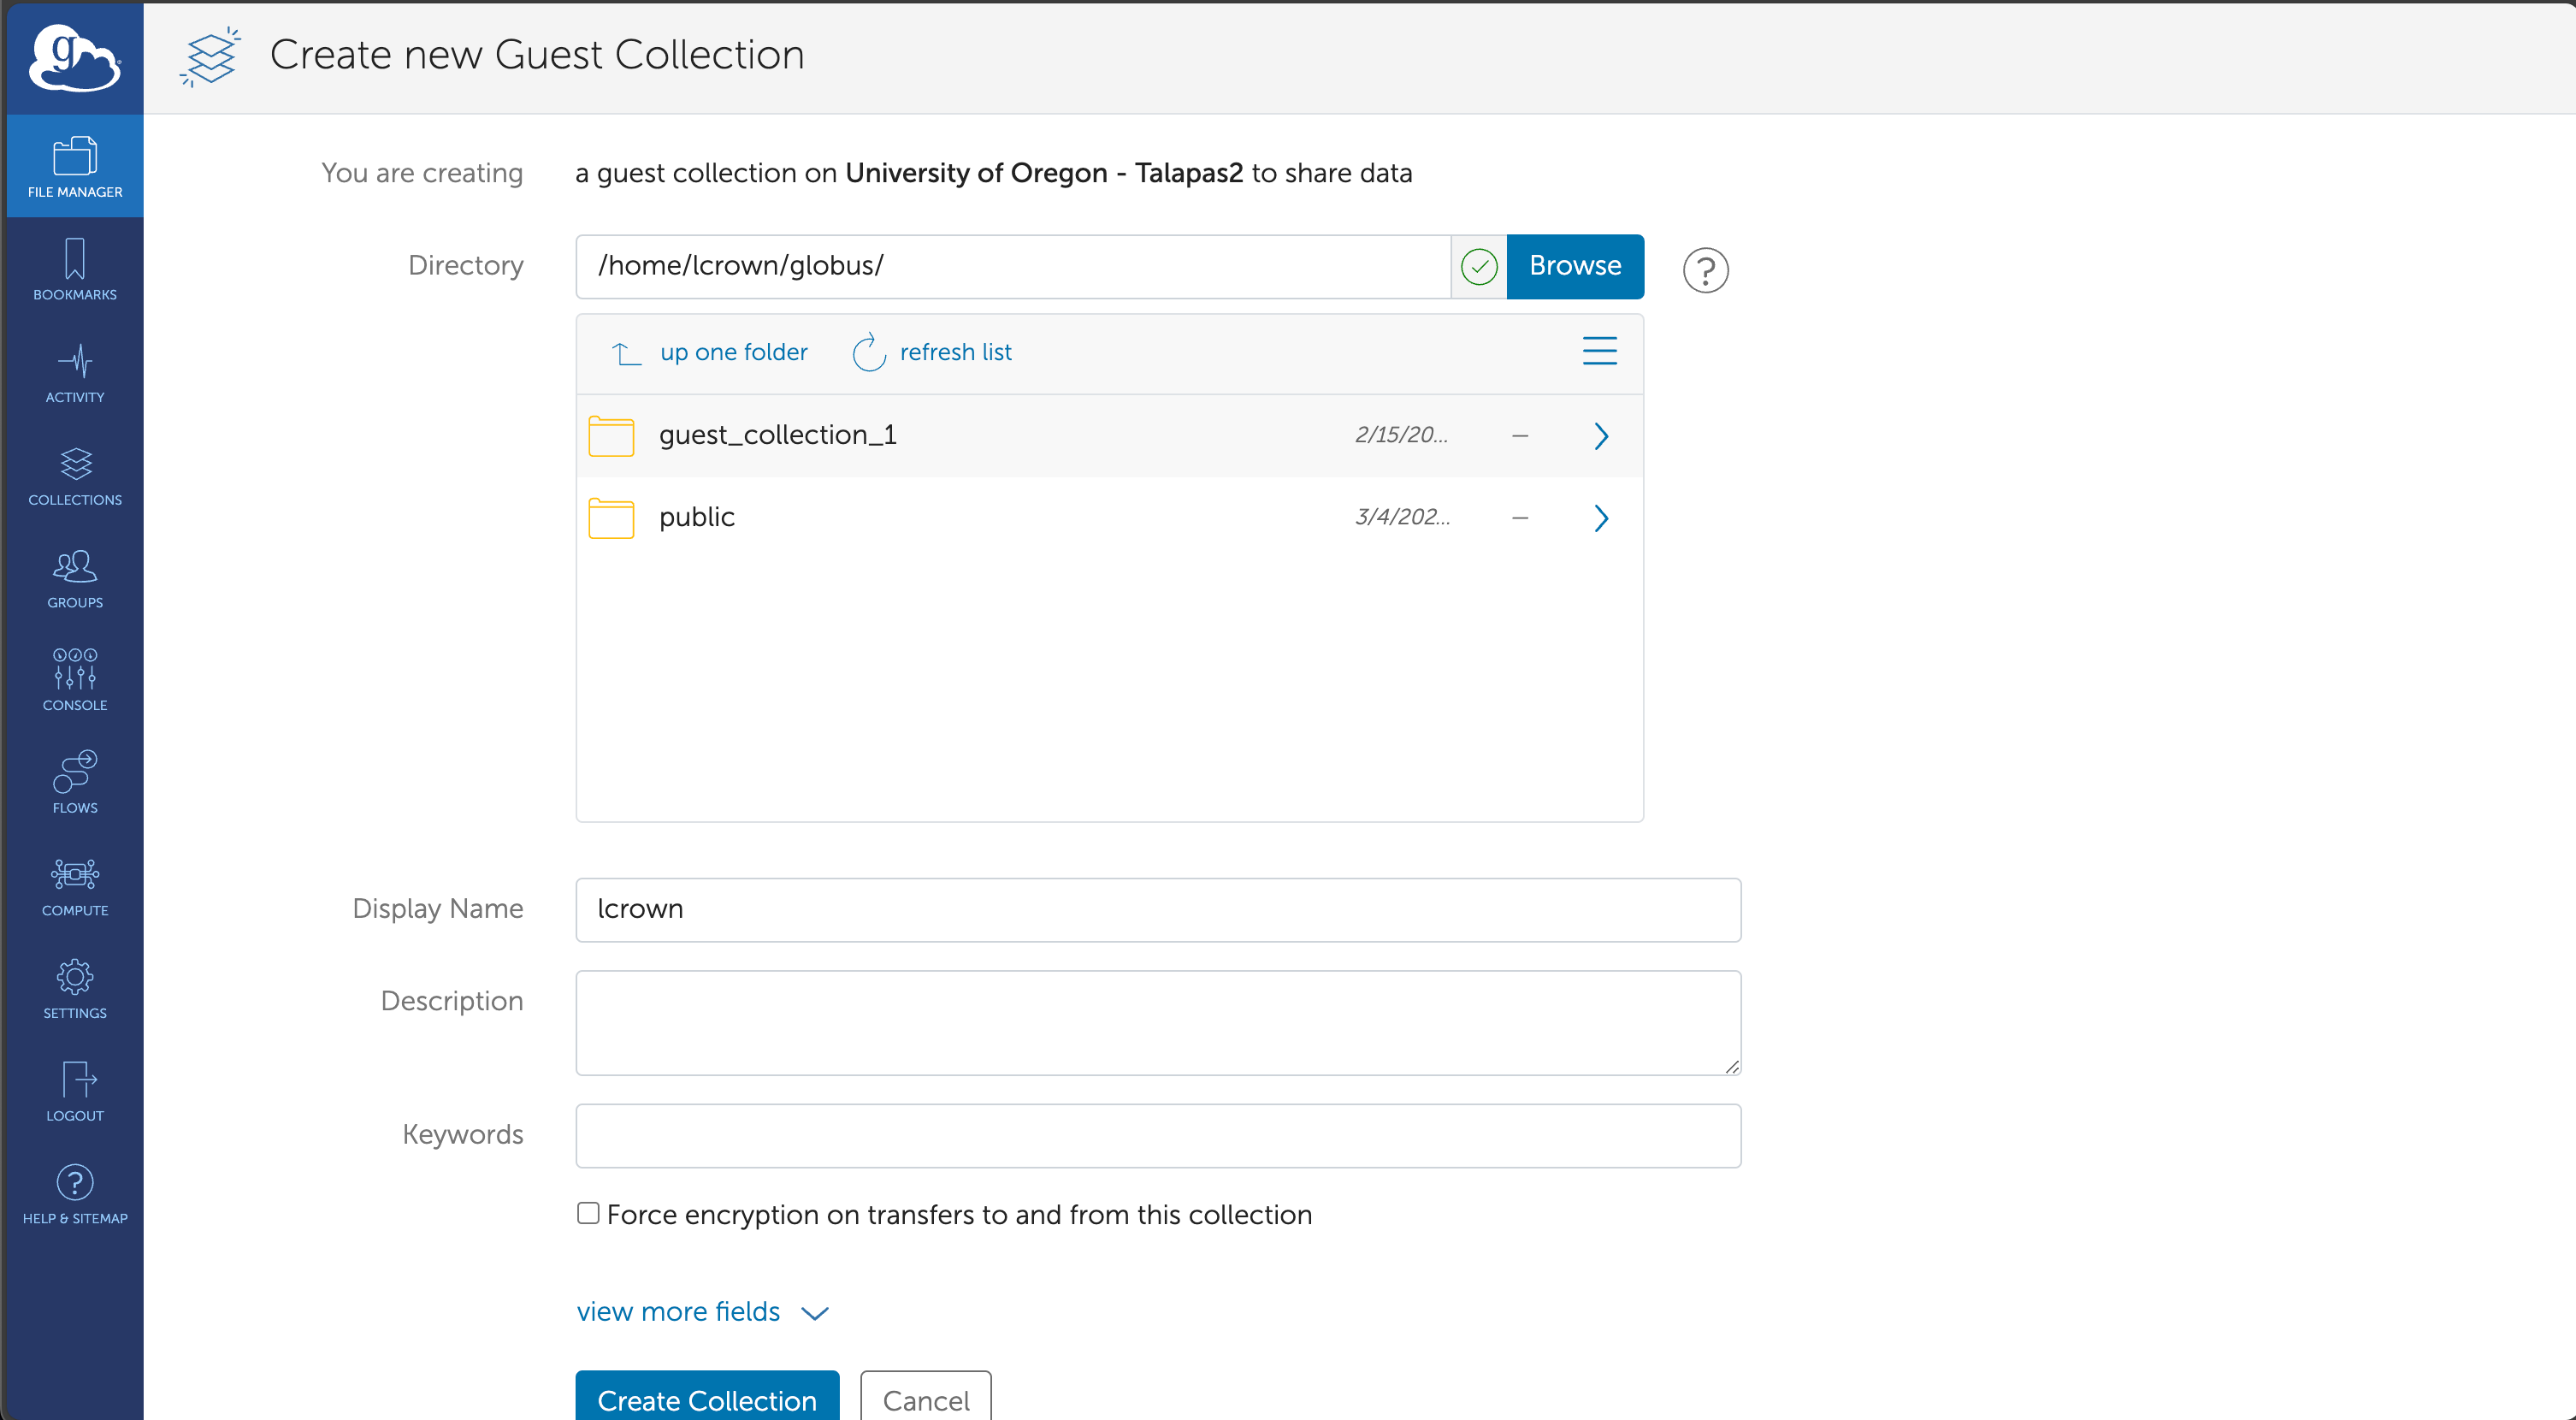 g
Create new Guest Collection
FILE MANAGER
BOOKMARKS
ACTIVITY
COLLECTIONS
GROUPS
CONSOLE
FLOWS
COMPUTE
SETTINGS
LOGOUT
HELP & SITEMAP
You are creating a guest collection on University of Oregon - Talapas2 to share data
Directory /home/lcrown/globus/ Browse ?
up one folder refresh list
guest_collection_1 2/15/20... —
public 3/4/202... —
Display Name lcrown
Description
Keywords
Force encryption on transfers to and from this collection
view more fields
Create Collection Cancel